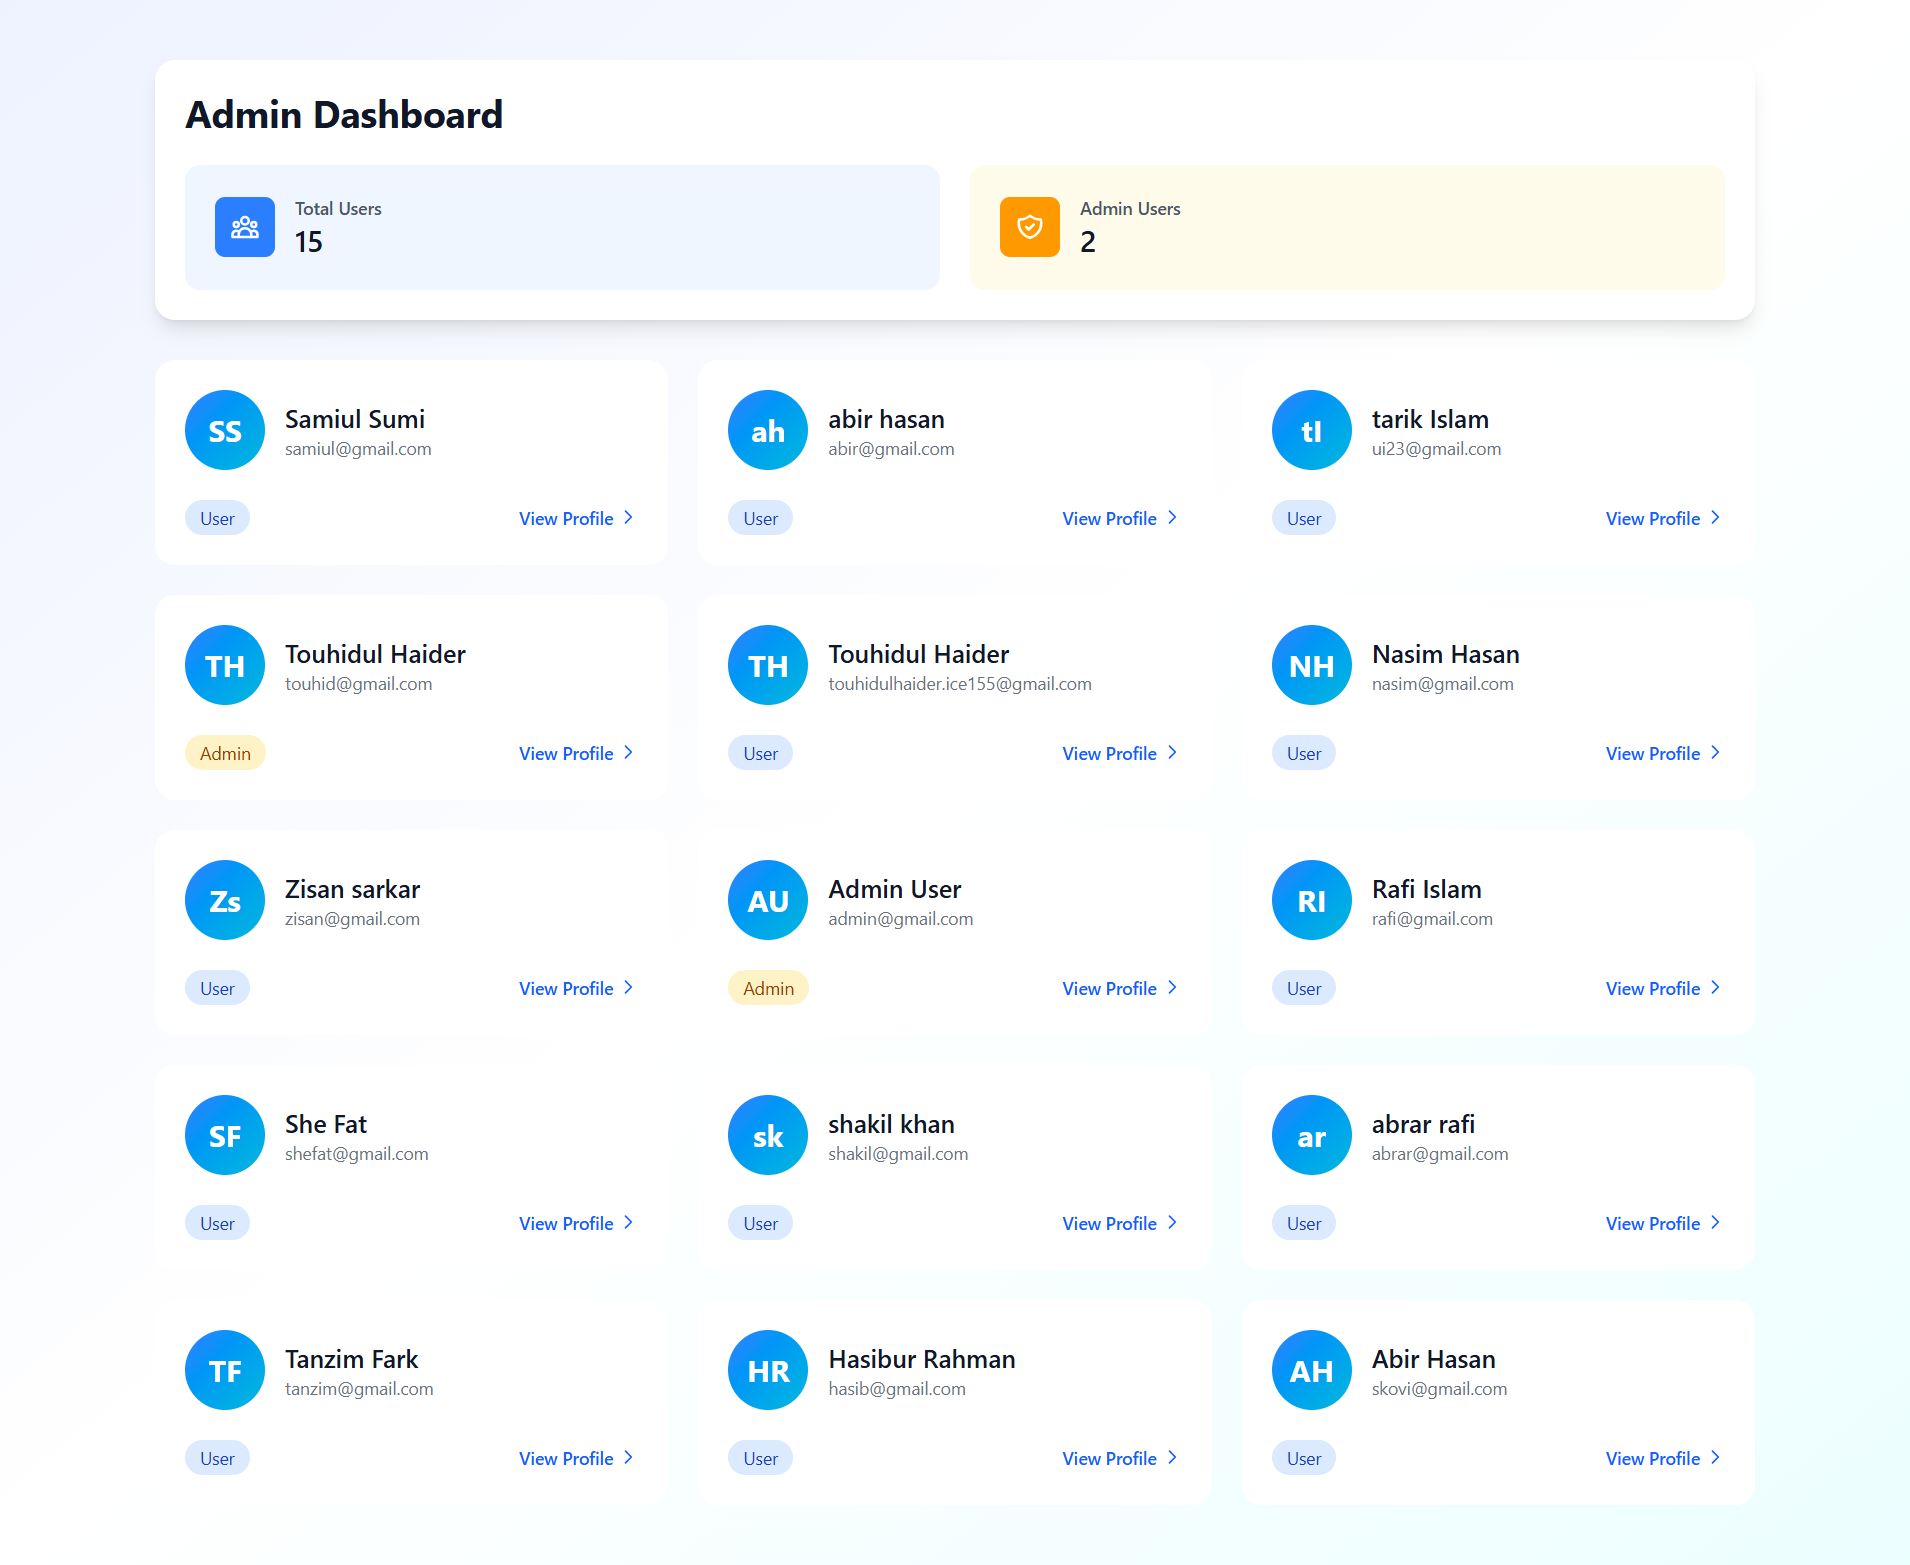 Admin Dashboard
Total Users
15
Admin Users
2
SS
Samiul Sumi
samiul@gmail.com
User
View Profile
ah
abir hasan
abir@gmail.com
User
View Profile
tI
tarik Islam
ui23@gmail.com
User
View Profile
TH
Touhidul Haider
touhid@gmail.com
Admin
View Profile
TH
Touhidul Haider
touhidulhaider.ice155@gmail.com
User
View Profile
NH
Nasim Hasan
nasim@gmail.com
User
View Profile
Zs
Zisan sarkar
zisan@gmail.com
User
View Profile
AU
Admin User
admin@gmail.com
Admin
View Profile
RI
Rafi Islam
rafi@gmail.com
User
View Profile
SF
She Fat
shefat@gmail.com
User
View Profile
sk
shakil khan
shakil@gmail.com
User
View Profile
ar
abrar rafi
abrar@gmail.com
User
View Profile
TF
Tanzim Fark
tanzim@gmail.com
User
View Profile
HR
Hasibur Rahman
hasib@gmail.com
User
View Profile
AH
Abir Hasan
skovi@gmail.com
User
View Profile